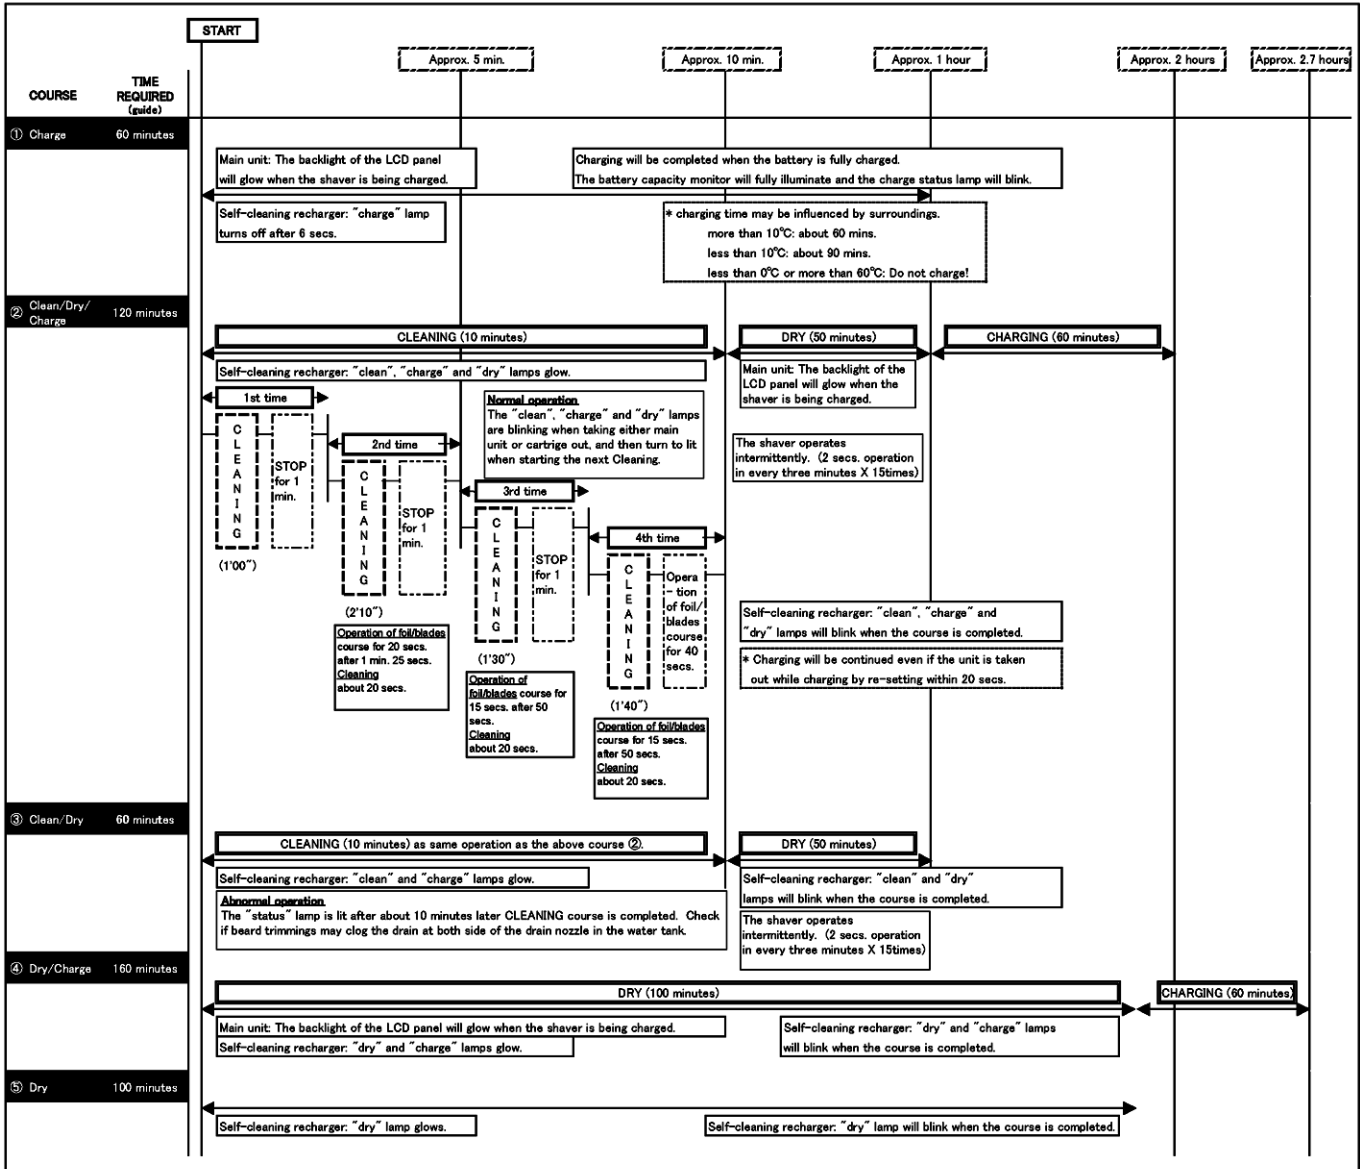 START
Approx. 5 min.
Approx. 10 min.
Approx. 1 hour
Approx. 2 hours
Approx. 2.7 hours
COURSE
TIME
REQUIRED
(guide)
① Charge
60 minutes
Main unit: The backlight of the LCD panel
will glow when the shaver is being charged.
Charging will be completed when the battery is fully charged.
The battery capacity monitor will fully illuminate and the charge status lamp will blink.
Self-cleaning recharger: "charge" lamp
turns off after 6 secs.
* charging time may be influenced by surroundings.
more than 10℃: about 60 mins.
less than 10℃: about 90 mins.
less than 0℃ or more than 60℃: Do not charge!
② Clean/Dry/
Charge
120 minutes
CLEANING (10 minutes)
DRY (50 minutes)
CHARGING (60 minutes)
Self-cleaning recharger: "clean", "charge" and "dry" lamps glow.
Main unit: The backlight of the
LCD panel will glow when the
shaver is being charged.
1st time
CLEANING
STOP
for 1
min.
(1'00")
2nd time
CLEANING
STOP
for 1
min.
(2'10")
Operation of foil/blades
course for 20 secs.
after 1 min. 25 secs.
Cleaning
about 20 secs.
Normal operation
The "clean", "charge" and "dry" lamps
are blinking when taking either main
unit or cartrige out, and then turn to lit
when starting the next Cleaning.
3rd time
CLEANING
STOP
for 1
min.
(1'30")
Operation of
foil/blades course for
15 secs. after 50
secs.
Cleaning
about 20 secs.
4th time
CLEANING
Opera
- tion
of foil/
blades
course
for 40
secs.
(1'40")
Operation of foil/blades
course for 15 secs.
after 50 secs.
Cleaning
about 20 secs.
The shaver operates
intermittently. (2 secs. operation
in every three minutes X 15times)
Self-cleaning recharger: "clean", "charge" and
"dry" lamps will blink when the course is completed.
* Charging will be continued even if the unit is taken
out while charging by re-setting within 20 secs.
③ Clean/Dry
60 minutes
CLEANING (10 minutes) as same operation as the above course ②.
DRY (50 minutes)
Self-cleaning recharger: "clean" and "charge" lamps glow.
Self-cleaning recharger: "clean" and "dry"
lamps will blink when the course is completed.
Abnormal operation
The "status" lamp is lit after about 10 minutes later CLEANING course is completed. Check
if beard trimmings may clog the drain at both side of the drain nozzle in the water tank.
The shaver operates
intermittently. (2 secs. operation
in every three minutes X 15times)
④ Dry/Charge
160 minutes
DRY (100 minutes)
CHARGING (60 minutes)
Main unit: The backlight of the LCD panel will glow when the shaver is being charged.
Self-cleaning recharger: "dry" and "charge" lamps glow.
Self-cleaning recharger: "dry" and "charge" lamps
will blink when the course is completed.
⑤ Dry
100 minutes
Self-cleaning recharger: "dry" lamp glows.
Self-cleaning recharger: "dry" lamp will blink when the course is completed.